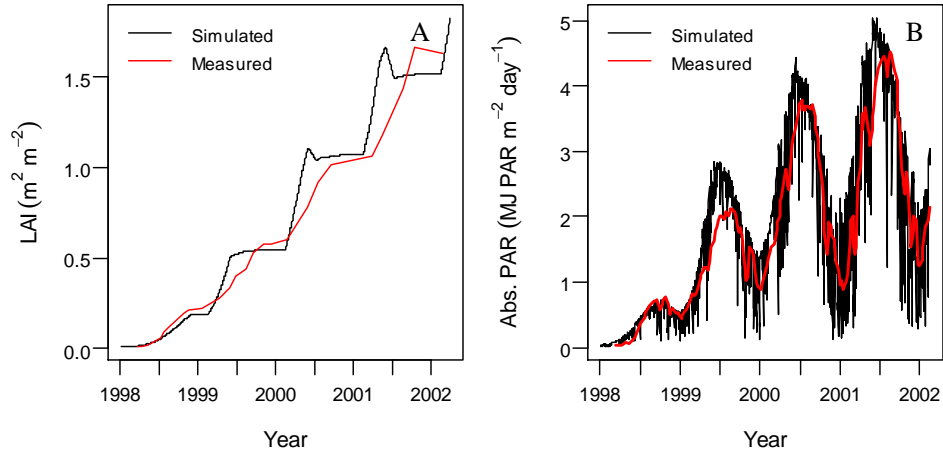 A
Simulated
Measured
LAI (m² m⁻²)
1.5
1.0
0.5
0.0
1998 1999 2000 2001 2002
Year
B
Simulated
Measured
Abs. PAR (MJ PAR m⁻² day⁻¹)
5
4
3
2
1
0
1998 1999 2000 2001 2002
Year